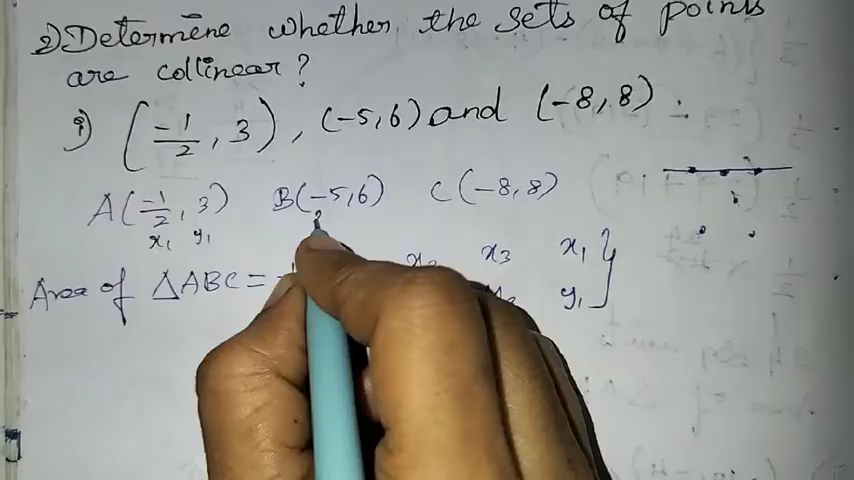 2) Determine whether the sets of points
are collinear?
i) (-1/2, 3), (-5, 6) and (-8, 8).
A(-1/2, 3) B(-5, 6) C(-8, 8)
x₁ y₁
x₃ x₁
Area of ΔABC =
y₁